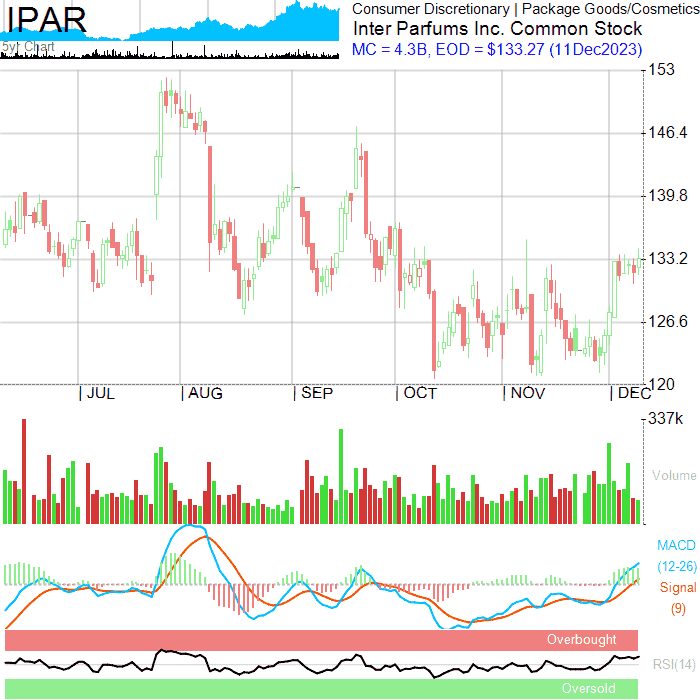 IPAR
5yr Chart
Consumer Discretionary | Package Goods/Cosmetics
Inter Parfums Inc. Common Stock
MC = 4.3B, EOD = $133.27 (11Dec2023)
153
146.4
139.8
133.2
126.6
120
JUL
AUG
SEP
OCT
NOV
DEC
337k
Volume
MACD
(12-26)
Signal
(9)
Overbought
RSI(14)
Oversold